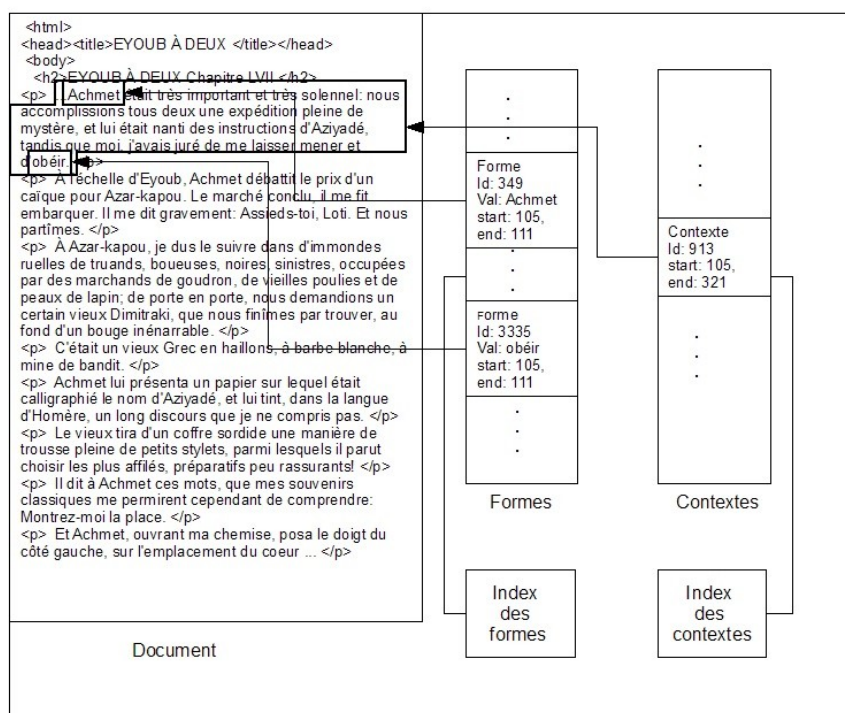 <html>
<head><title>EYOUB À DEUX </title></head>
<body>
<h2>EYOUB À DEUX Chapitre LVII </h2>
<p> ...Achmet était très important et très solennel: nous
accomplissions tous deux une expédition pleine de
mystère, et lui était nanti des instructions d'Aziyadé,
tandis que moi, j'avais juré de me laisser mener et
d'obéir. </p>
<p>  À l'échelle d'Eyoub, Achmet débattit le prix d'un
caïque pour Azar-kapou. Le marché conclu, il me fit
embarquer. Il me dit gravement: Assieds-toi, Loti. Et nous
partîmes. </p>
<p>  À Azar-kapou, je dus le suivre dans d'immondes
ruelles de truands, boueuses, noires, sinistres, occupées
par des marchands de goudron, de vieilles poulies et de
peaux de lapin; de porte en porte, nous demandions un
certain vieux Dimitraki, que nous finîmes par trouver, au
fond d'un bouge inénarrable. </p>
<p>  C'était un vieux Grec en haillons, à barbe blanche, à
mine de bandit. </p>
<p>  Achmet lui présenta un papier sur lequel était
calligraphié le nom d'Aziyadé, et lui tint, dans la langue
d'Homère, un long discours que je ne compris pas. </p>
<p>  Le vieux tira d'un coffre sordide une manière de
trousse pleine de petits stylets, parmi lesquels il parut
choisir les plus affilés, préparatifs peu rassurants! </p>
<p>  Il dit à Achmet ces mots, que mes souvenirs
classiques me permirent cependant de comprendre:
Montrez-moi la place. </p>
<p>  Et Achmet, ouvrant ma chemise, posa le doigt du
côté gauche, sur l'emplacement du coeur ... </p>
Document
Forme
Id: 349
Val: Achmet
start: 105,
end: 111
Forme
Id: 3335
Val: obéir
start: 105,
end: 111
Formes
Contexte
Id: 913
start: 105,
end: 321
Contextes
Index
des
formes
Index
des
contextes